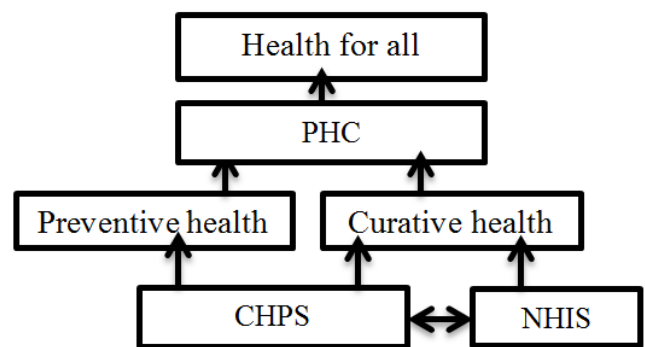 Health for all
PHC
Preventive health
Curative health
CHPS
NHIS